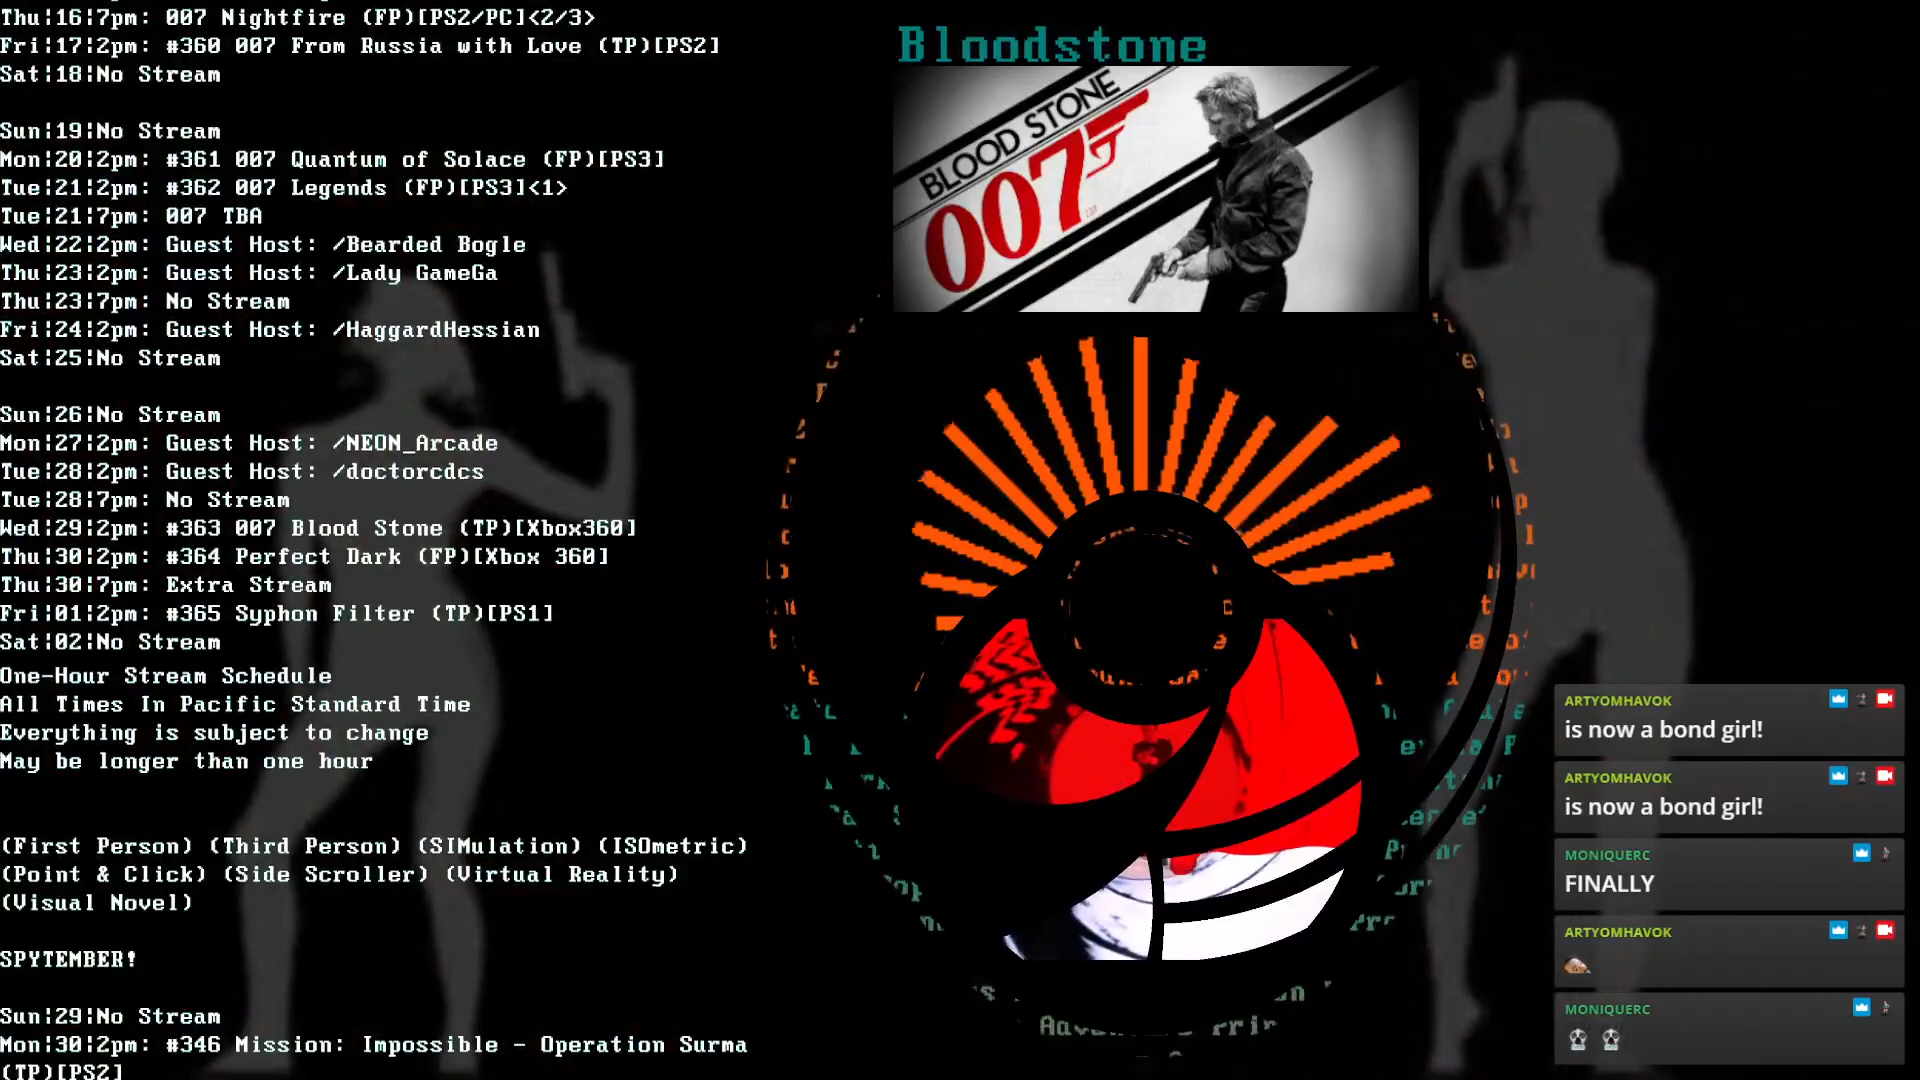 Thu¦16¦7pm: 007 Nightfire (FP)[PS2/PC]<2/3>
Fri¦17¦2pm: #360 007 From Russia with Love (TP)[PS2]
Sat¦18¦No Stream
Sun¦19¦No Stream
Mon¦20¦2pm: #361 007 Quantum of Solace (FP)[PS3]
Tue¦21¦2pm: #362 007 Legends (FP)[PS3]<1>
Tue¦21¦7pm: 007 TBA
Wed¦22¦2pm: Guest Host: /Bearded Bogle
Thu¦23¦2pm: Guest Host: /Lady GameGa
Thu¦23¦7pm: No Stream
Fri¦24¦2pm: Guest Host: /HaggardHessian
Sat¦25¦No Stream
Sun¦26¦No Stream
Mon¦27¦2pm: Guest Host: /NEON_Arcade
Tue¦28¦2pm: Guest Host: /doctorcdcs
Tue¦28¦7pm: No Stream
Wed¦29¦2pm: #363 007 Blood Stone (TP)[Xbox360]
Thu¦30¦2pm: #364 Perfect Dark (FP)[Xbox 360]
Thu¦30¦7pm: Extra Stream
Fri¦01¦2pm: #365 Syphon Filter (TP)[PS1]
Sat¦02¦No Stream
One-Hour Stream Schedule
All Times In Pacific Standard Time
Everything is subject to change
May be longer than one hour
(First Person) (Third Person) (SIMulation) (ISOmetric)
(Point & Click) (Side Scroller) (Virtual Reality)
(Visual Novel)
SPYTEMBER!
Sun¦29¦No Stream
Mon¦30¦2pm: #346 Mission: Impossible - Operation Surma
(TP)[PS2]
Bloodstone
BLOOD STONE
007
ARTYOMHAVOK
is now a bond girl!
ARTYOMHAVOK
is now a bond girl!
MONIQUERC
FINALLY
ARTYOMHAVOK
MONIQUERC